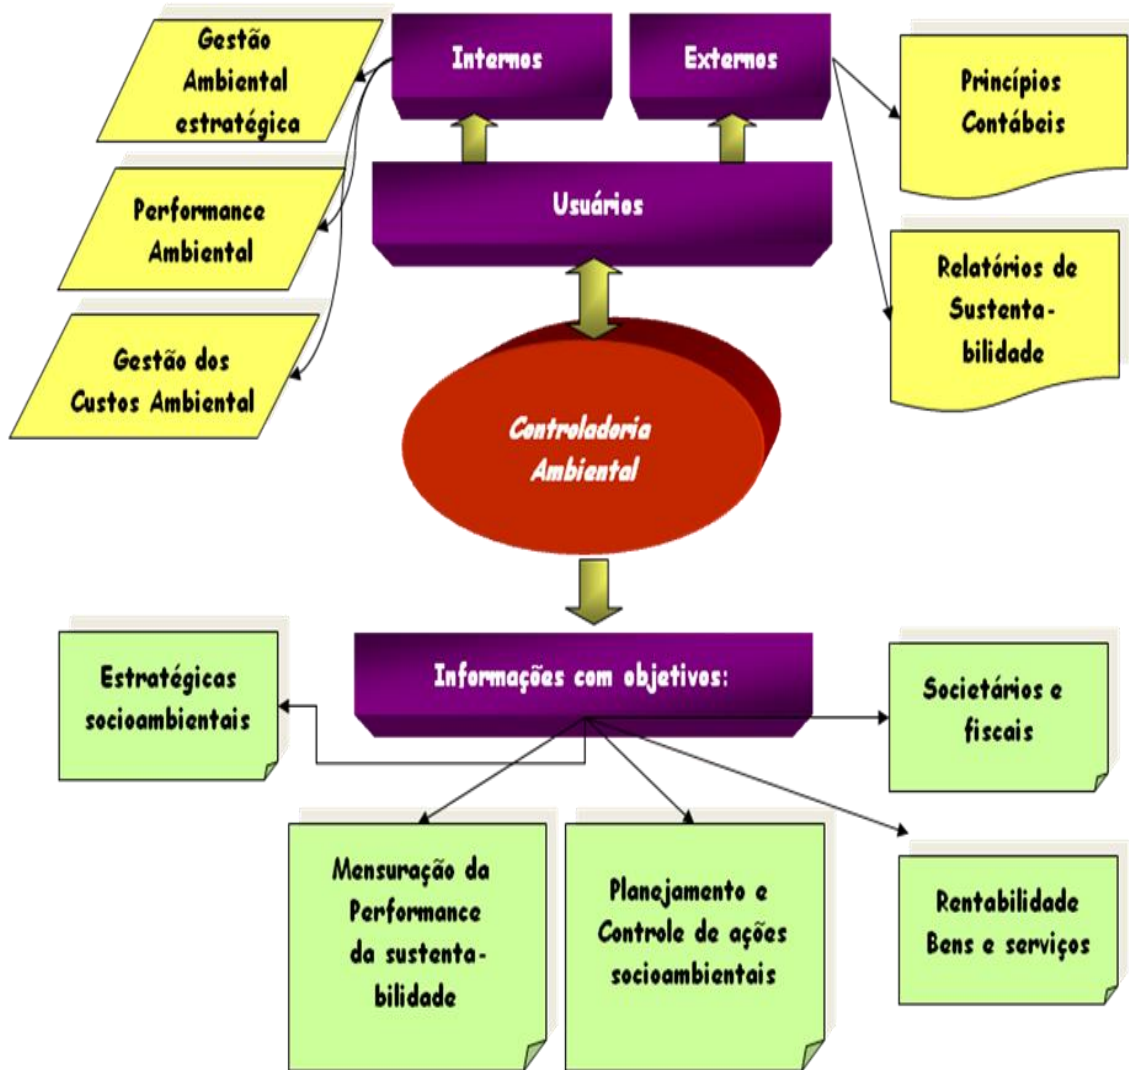 Gestão
Ambiental
estratégica
Internos
Externos
Princípios
Contábeis
Performance
Ambiental
Usuários
Relatórios de
Sustenta-
bilidade
Gestão dos
Custos Ambiental
Controladoria
Ambiental
Informações com objetivos:
Estratégicas
socioambientais
Societários e
fiscais
Mensuração da
Performance
da sustenta-
bilidade
Planejamento e
Controle de ações
socioambientais
Rentabilidade
Bens e serviços